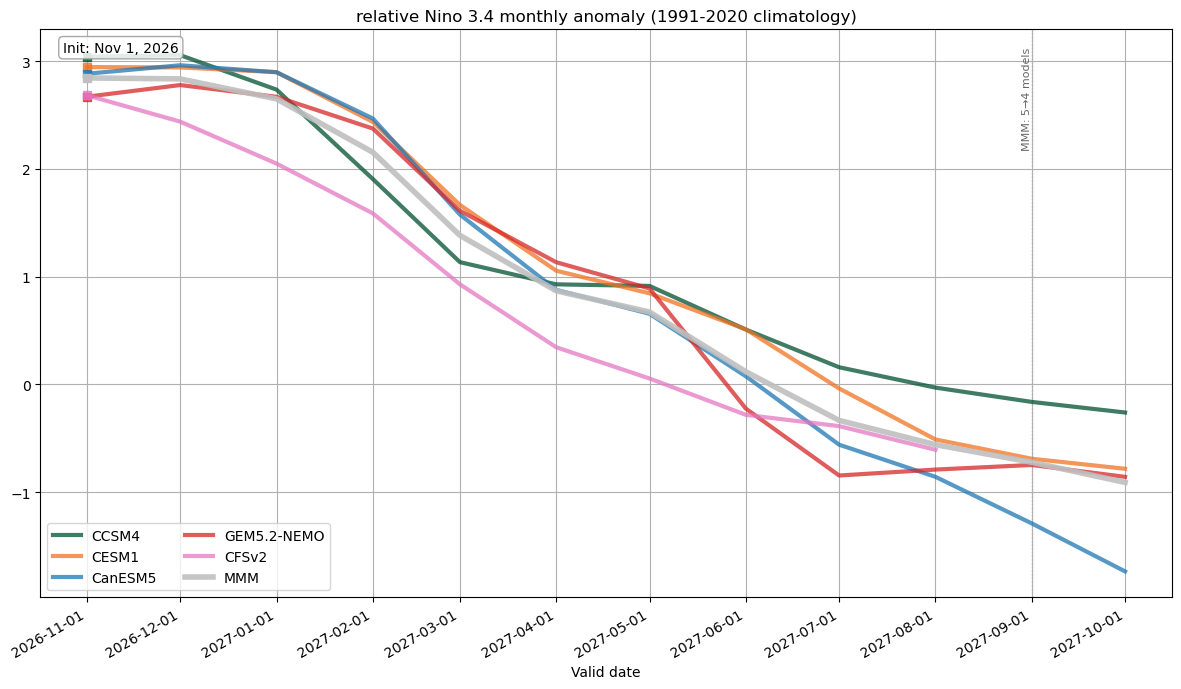 relative Nino 3.4 monthly anomaly (1991-2020 climatology)
Init: Nov 1, 2026
MMM: 5→4 models
3
2
1
0
−1
CCSM4
CESM1
CanESM5
GEM5.2-NEMO
CFSv2
MMM
2026-11-01
2026-12-01
2027-01-01
2027-02-01
2027-03-01
2027-04-01
2027-05-01
2027-06-01
2027-07-01
2027-08-01
2027-09-01
2027-10-01
Valid date